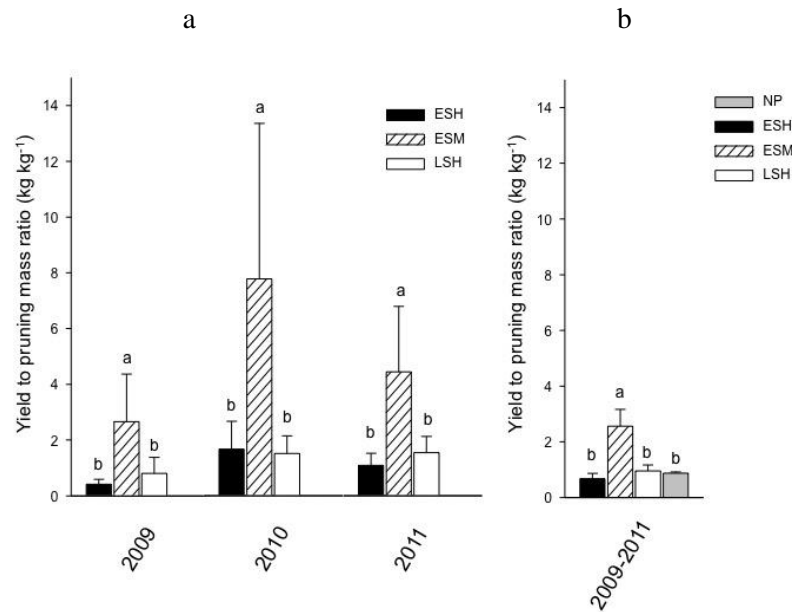 a
b
Yield to pruning mass ratio (kg kg⁻¹)
14
12
10
8
6
4
2
0
ESH
ESM
LSH
b
a
b
b
a
b
b
a
b
2009
2010
2011
Yield to pruning mass ratio (kg kg⁻¹)
14
12
10
8
6
4
2
0
NP
ESH
ESM
LSH
b
a
b
b
2009-2011